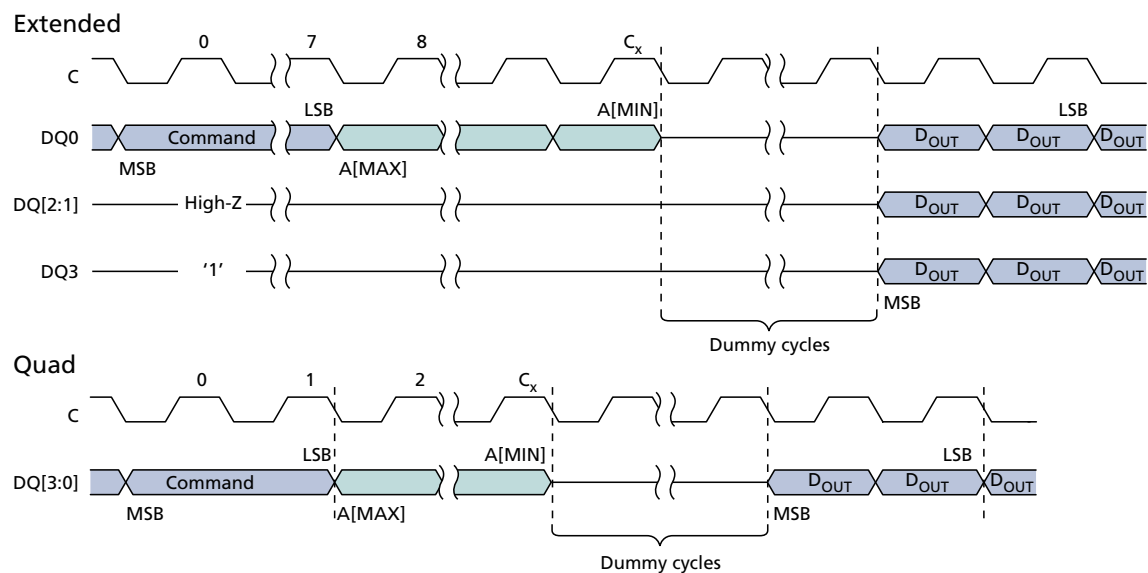 Extended
0 7 8 Cx
C
LSB A[MIN] LSB
DQ0 Command DOUT DOUT DOUT
MSB A[MAX]
DQ[2:1] High-Z DOUT DOUT DOUT
DQ3 ‘1’ DOUT DOUT DOUT
MSB
Dummy cycles
Quad
0 1 2 Cx
C
LSB A[MIN] LSB
DQ[3:0] Command DOUT DOUT DOUT
MSB A[MAX] MSB
Dummy cycles